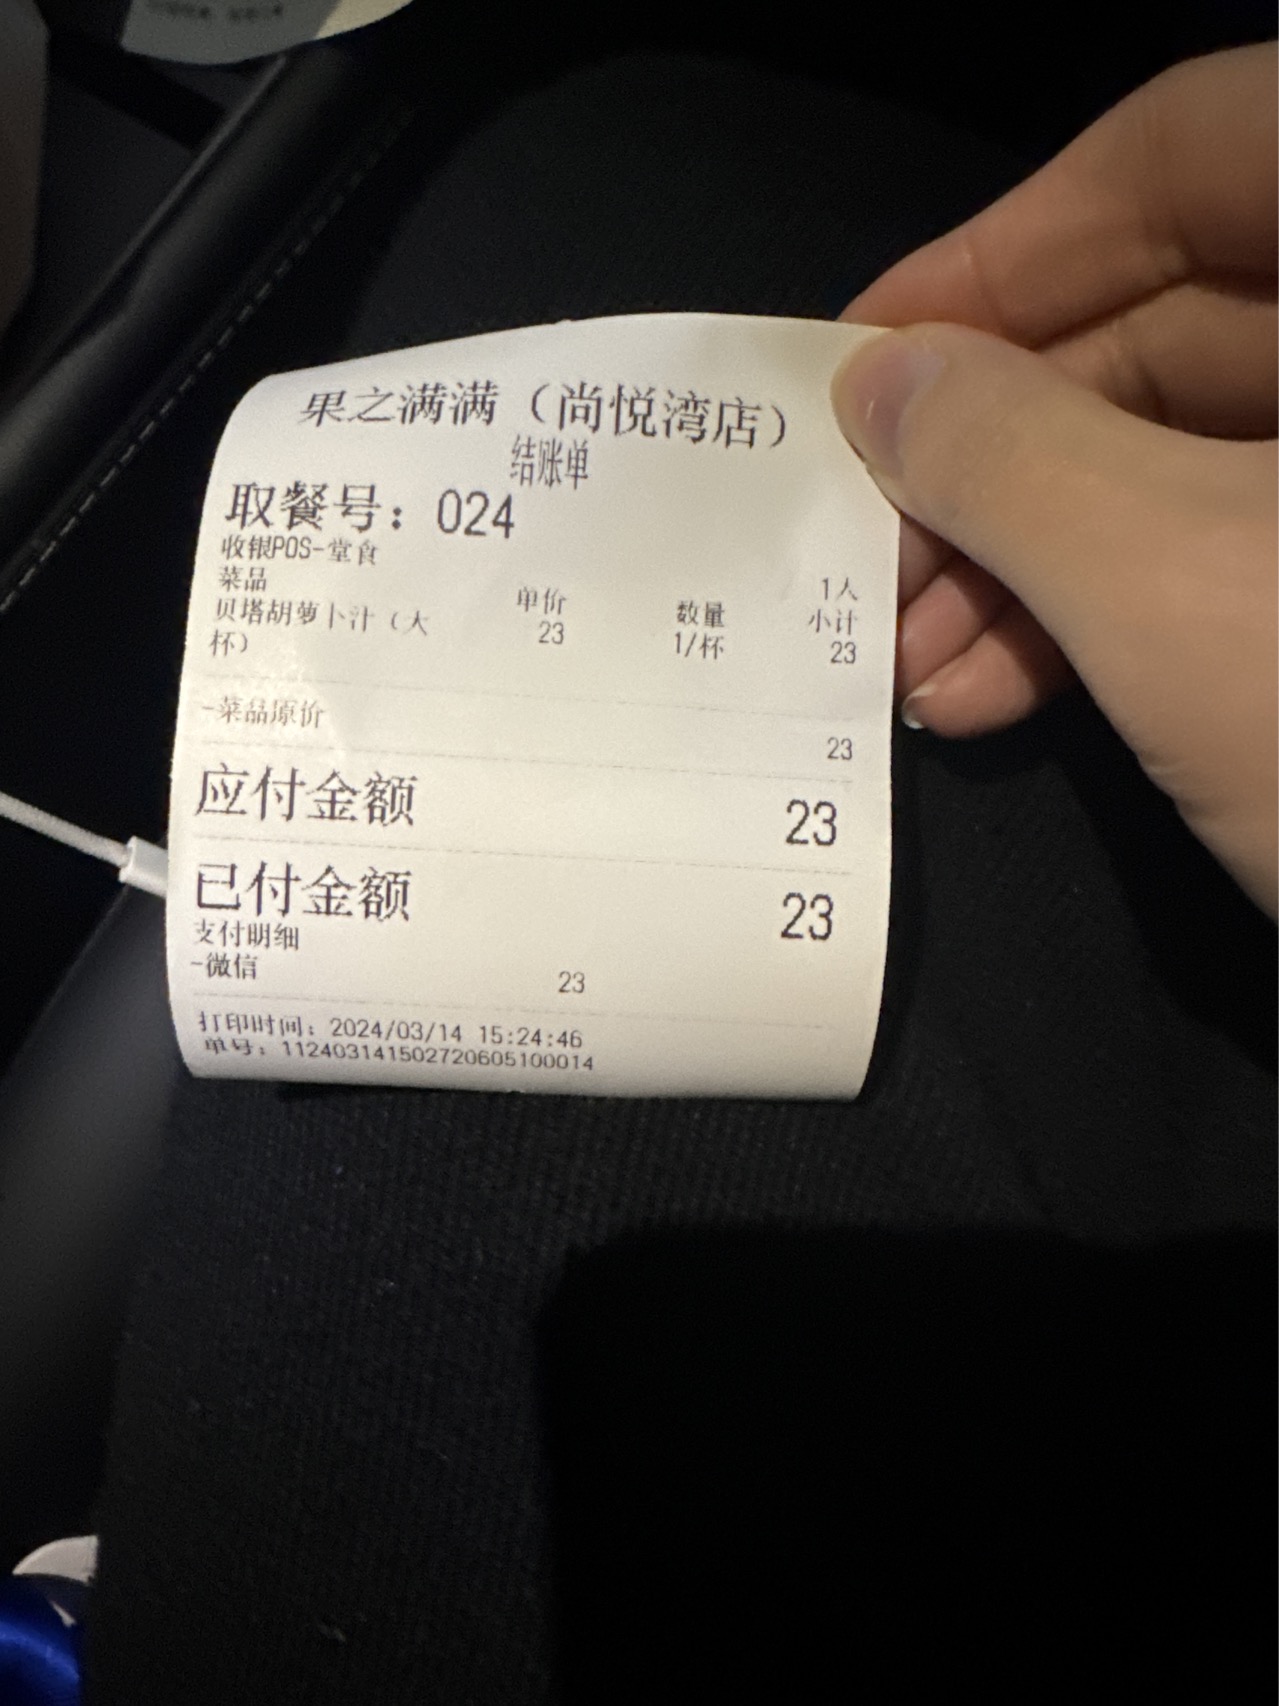 果之满满（尚悦湾店）
结账单
取餐号：024
收银POS-堂食
1人
菜品 单价 数量 小计
贝塔胡萝卜汁（大 23 1/杯 23
杯）
-菜品原价 23
应付金额 23
已付金额 23
支付明细
-微信 23
打印时间：2024/03/14 15:24:46
单号：1124031415027206051​00014